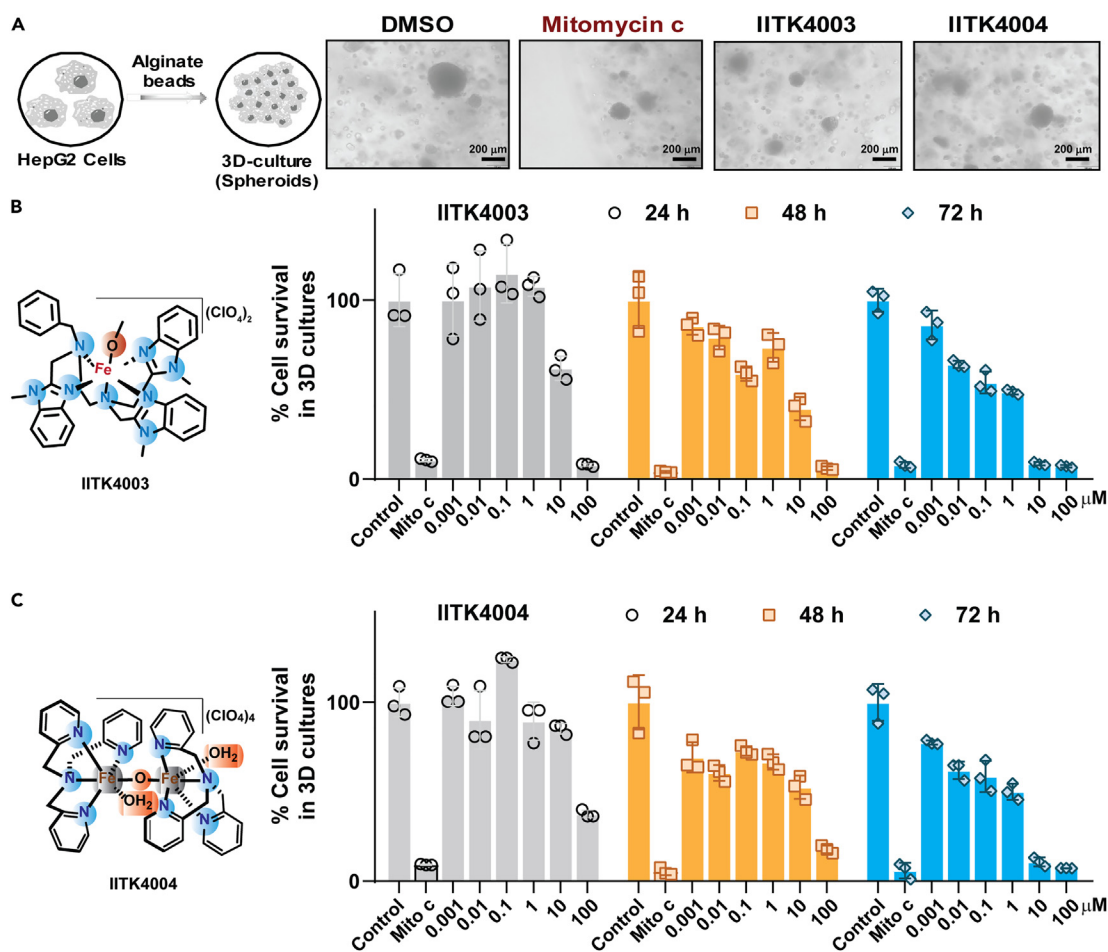 A
DMSO
Mitomycin c
IITK4003
IITK4004
Alginate
beads
HepG2 Cells
3D-culture
(Spheroids)
200 µm
200 µm
200 µm
200 µm
B
IITK4003
24 h
48 h
72 h
(ClO4)2
N
O
N
Fe
N
N
N
N
N
N
N
IITK4003
% Cell survival
in 3D cultures
100
0
Control
Mito c
0.001
0.01
0.1
1
10
100
Control
Mito c
0.001
0.01
0.1
1
10
100
Control
Mito c
0.001
0.01
0.1
1
10
100
µM
C
IITK4004
24 h
48 h
72 h
(ClO4)4
N
N
N
OH2
N
Fe
O
Fe
N
OH2
N
N
N
IITK4004
% Cell survival
in 3D cultures
100
0
Control
Mito c
0.001
0.01
0.1
1
10
100
Control
Mito c
0.001
0.01
0.1
1
10
100
Control
Mito c
0.001
0.01
0.1
1
10
100
µM